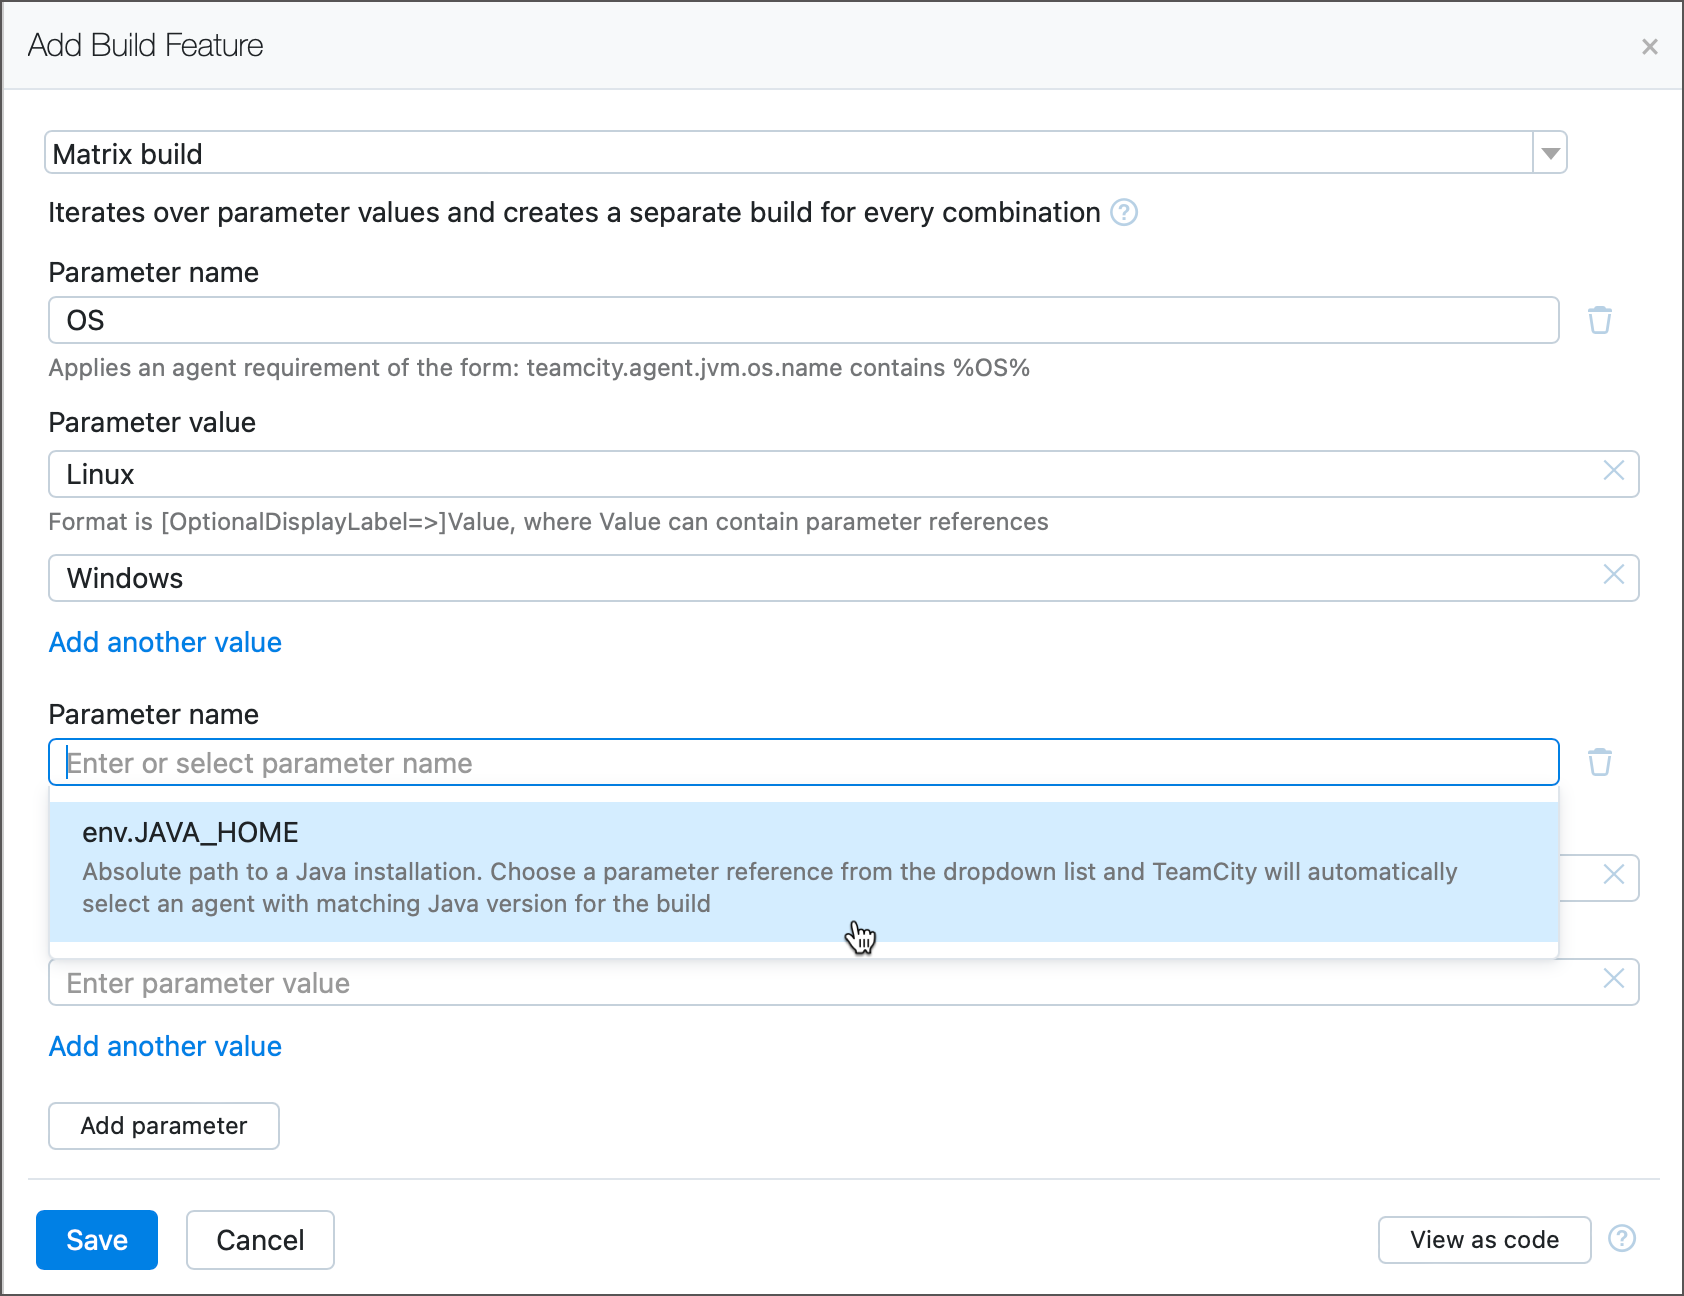 Add Build Feature
Matrix build
Iterates over parameter values and creates a separate build for every combination
Parameter name
OS
Applies an agent requirement of the form: teamcity.agent.jvm.os.name contains %OS%
Parameter value
Linux
Format is [OptionalDisplayLabel=>]Value, where Value can contain parameter references
Windows
Add another value
Parameter name
Enter or select parameter name
env.JAVA_HOME
Absolute path to a Java installation. Choose a parameter reference from the dropdown list and TeamCity will automatically
select an agent with matching Java version for the build
Enter parameter value
Add another value
Add parameter
Save
Cancel
View as code